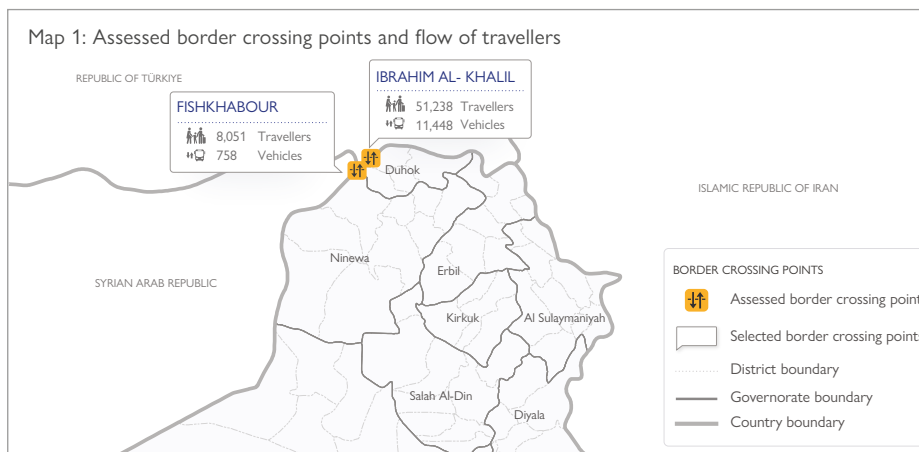 Map 1: Assessed border crossing points and flow of travellers
REPUBLIC OF TÜRKIYE
IBRAHIM AL- KHALIL
51,238 Travellers
11,448 Vehicles
FISHKHABOUR
8,051 Travellers
758 Vehicles
Duhok
ISLAMIC REPUBLIC OF IRAN
Ninewa
Erbil
SYRIAN ARAB REPUBLIC
Kirkuk
Al Sulaymaniyah
Salah Al-Din
Diyala
BORDER CROSSING POINTS
Assessed border crossing point
Selected border crossing points
District boundary
Governorate boundary
Country boundary